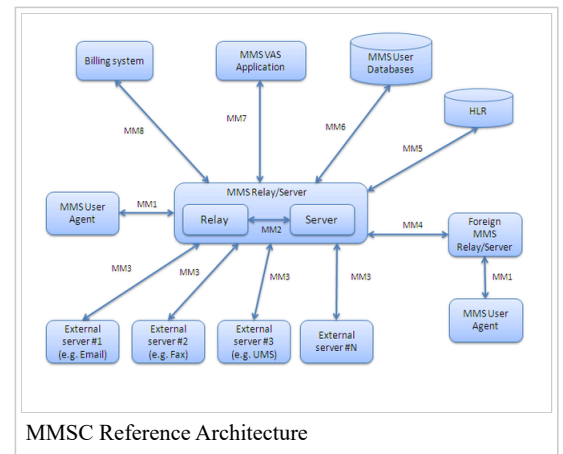 Billing system
MMS VAS
Application
MMS User
Databases
HLR
MM8
MM7
MM6
MM5
MMS Relay/Server
MMS User
Agent
MM1
Relay
MM2
Server
MM4
Foreign
MMS
Relay/Server
MM3
MM3
MM3
MM3
MM1
External
server #1
(e.g. Email)
External
server #2
(e.g. Fax)
External
server #3
(e.g. UMS)
External
server #N
MMS User
Agent
MMSC Reference Architecture